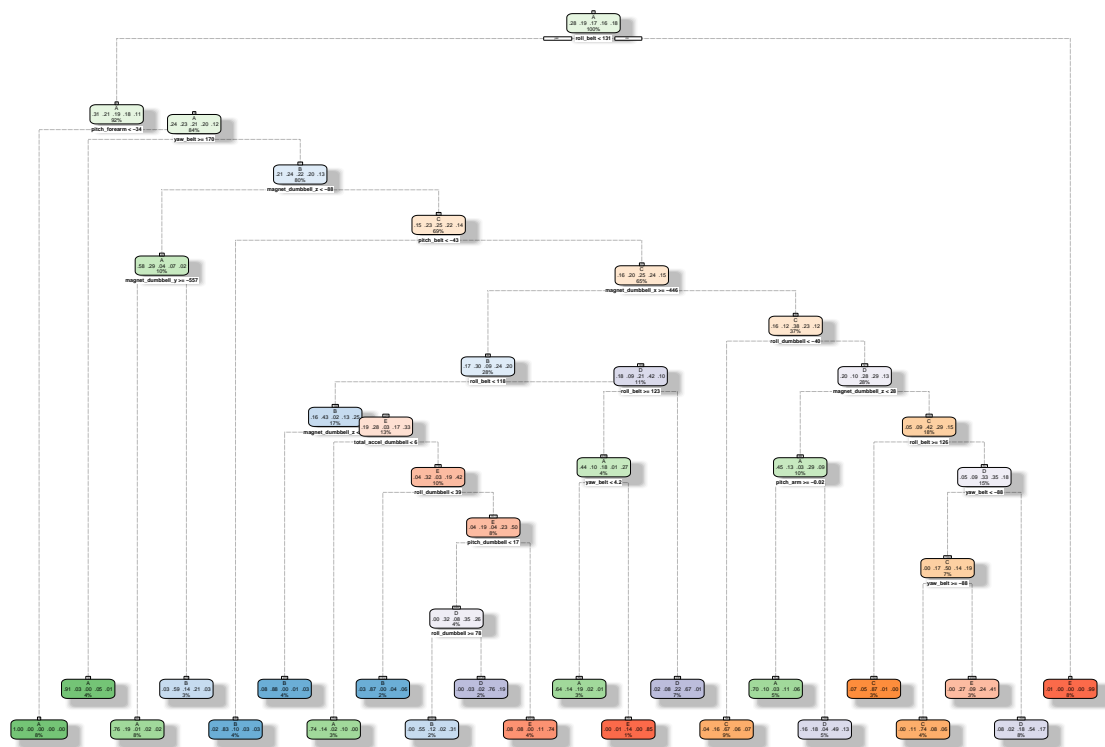 A
.28 .19 .17 .16 .18
100%
roll_belt < 131
A
.31 .21 .19 .18 .11
92%
pitch_forearm < −34
A
.24 .23 .21 .20 .12
84%
yaw_belt >= 170
B
.21 .24 .22 .20 .13
80%
magnet_dumbbell_z < −88
C
.15 .23 .25 .22 .14
69%
pitch_belt < −43
A
.58 .29 .04 .07 .02
10%
magnet_dumbbell_y >= −557
C
.16 .20 .25 .24 .15
65%
magnet_dumbbell_x >= −446
C
.16 .12 .38 .23 .12
37%
roll_dumbbell < −40
B
.17 .30 .09 .24 .20
28%
roll_belt < 118
D
.18 .09 .21 .42 .10
11%
roll_belt >= 123
D
.20 .10 .28 .29 .13
28%
magnet_dumbbell_z < 28
B
.16 .43 .02 .13 .25
17%
magnet_dumbbell_z <
E
.19 .28 .03 .17 .33
13%
total_accel_dumbbell < 6
C
.05 .09 .42 .29 .15
18%
roll_belt >= 126
E
.04 .32 .03 .19 .42
10%
roll_dumbbell < 39
A
.44 .10 .18 .01 .27
4%
yaw_belt < 4.2
A
.45 .13 .03 .29 .09
10%
pitch_arm >= −0.02
D
.05 .09 .33 .35 .18
15%
yaw_belt < −88
E
.04 .19 .04 .23 .50
8%
pitch_dumbbell < 17
C
.00 .17 .50 .14 .19
7%
yaw_belt >= −88
D
.00 .32 .08 .35 .26
4%
roll_dumbbell >= 78
A
.91 .03 .00 .05 .01
4%
B
.03 .59 .14 .21 .03
3%
B
.08 .88 .00 .01 .03
4%
B
.03 .87 .00 .04 .06
2%
D
.00 .03 .02 .76 .19
2%
A
.64 .14 .19 .02 .01
3%
D
.02 .08 .22 .67 .01
7%
A
.70 .10 .03 .11 .06
5%
C
.07 .05 .87 .01 .00
3%
E
.00 .27 .09 .24 .41
3%
E
.01 .00 .00 .00 .98
8%
A
1.00 .00 .00 .00 .00
8%
A
.76 .19 .01 .02 .02
8%
B
.02 .83 .10 .03 .03
4%
A
.74 .14 .02 .10 .00
3%
B
.00 .55 .12 .02 .31
2%
E
.08 .08 .00 .11 .74
4%
E
.00 .01 .14 .00 .85
1%
C
.04 .16 .67 .06 .07
9%
D
.16 .18 .04 .49 .13
5%
C
.00 .11 .74 .08 .06
4%
D
.08 .02 .18 .54 .17
8%